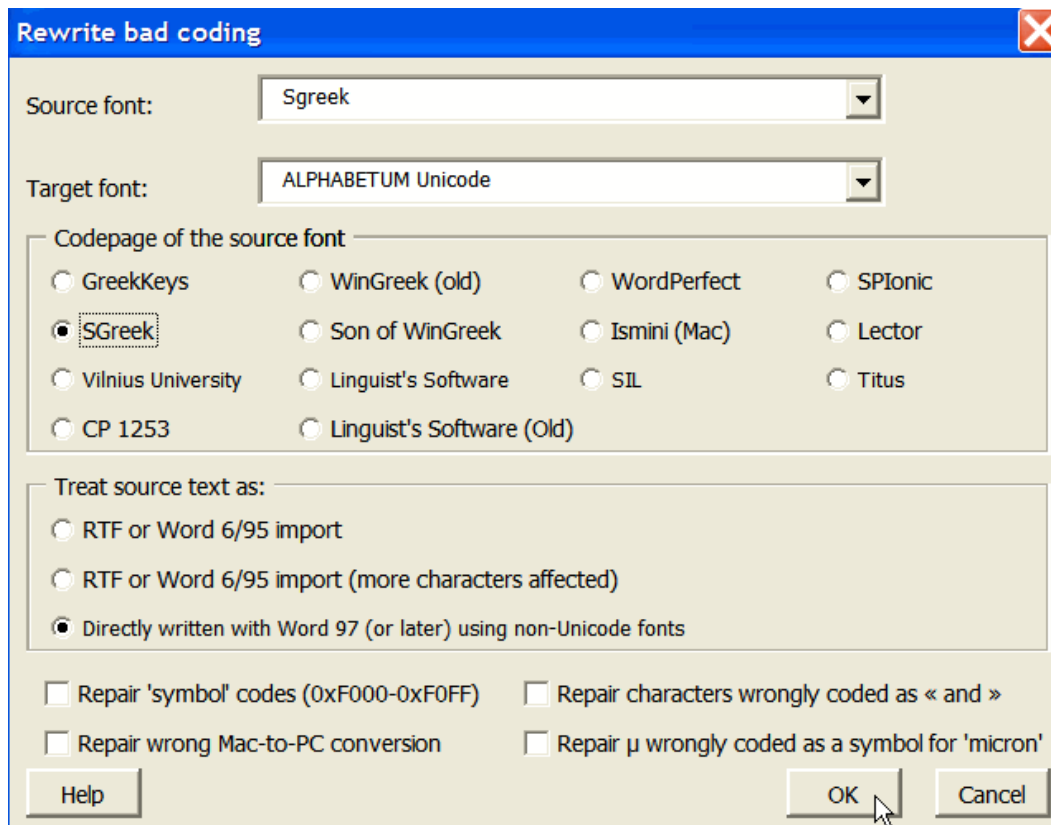 Rewrite bad coding
Source font: Sgreek
Target font: ALPHABETUM Unicode
Codepage of the source font
GreekKeys WinGreek (old) WordPerfect SPIonic
SGreek Son of WinGreek Ismini (Mac) Lector
Vilnius University Linguist's Software SIL Titus
CP 1253 Linguist's Software (Old)
Treat source text as:
RTF or Word 6/95 import
RTF or Word 6/95 import (more characters affected)
Directly written with Word 97 (or later) using non-Unicode fonts
Repair 'symbol' codes (0xF000-0xF0FF) Repair characters wrongly coded as « and »
Repair wrong Mac-to-PC conversion Repair μ wrongly coded as a symbol for 'micron'
Help OK Cancel